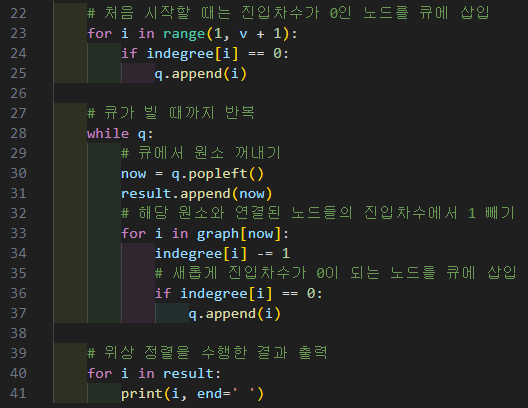 22 # 처음 시작할 때는 진입차수가 0인 노드를 큐에 삽입
23 for i in range(1, v + 1):
24 if indegree[i] == 0:
25 q.append(i)
26
27 # 큐가 빌 때까지 반복
28 while q:
29 # 큐에서 원소 꺼내기
30 now = q.popleft()
31 result.append(now)
32 # 해당 원소와 연결된 노드들의 진입차수에서 1 빼기
33 for i in graph[now]:
34 indegree[i] -= 1
35 # 새롭게 진입차수가 0이 되는 노드를 큐에 삽입
36 if indegree[i] == 0:
37 q.append(i)
38
39 # 위상 정렬을 수행한 결과 출력
40 for i in result:
41 print(i, end=' ')